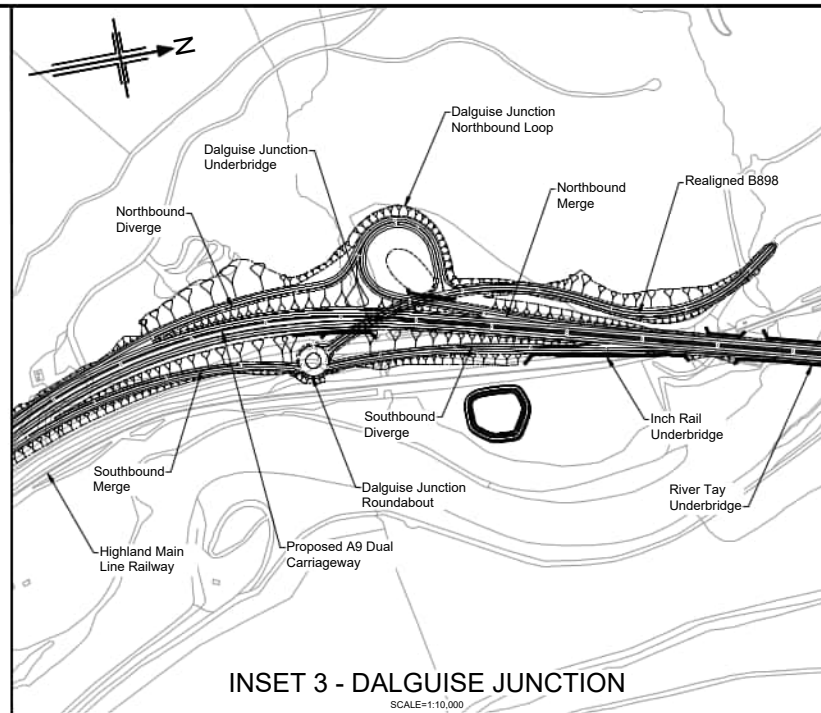 N
Dalguise Junction
Northbound Loop
Dalguise Junction
Underbridge
Northbound
Merge
Realigned B898
Northbound
Diverge
Southbound
Diverge
Inch Rail
Underbridge
Southbound
Merge
Dalguise Junction
Roundabout
River Tay
Underbridge
Highland Main
Line Railway
Proposed A9 Dual
Carriageway
INSET 3 - DALGUISE JUNCTION
SCALE=1:10,000